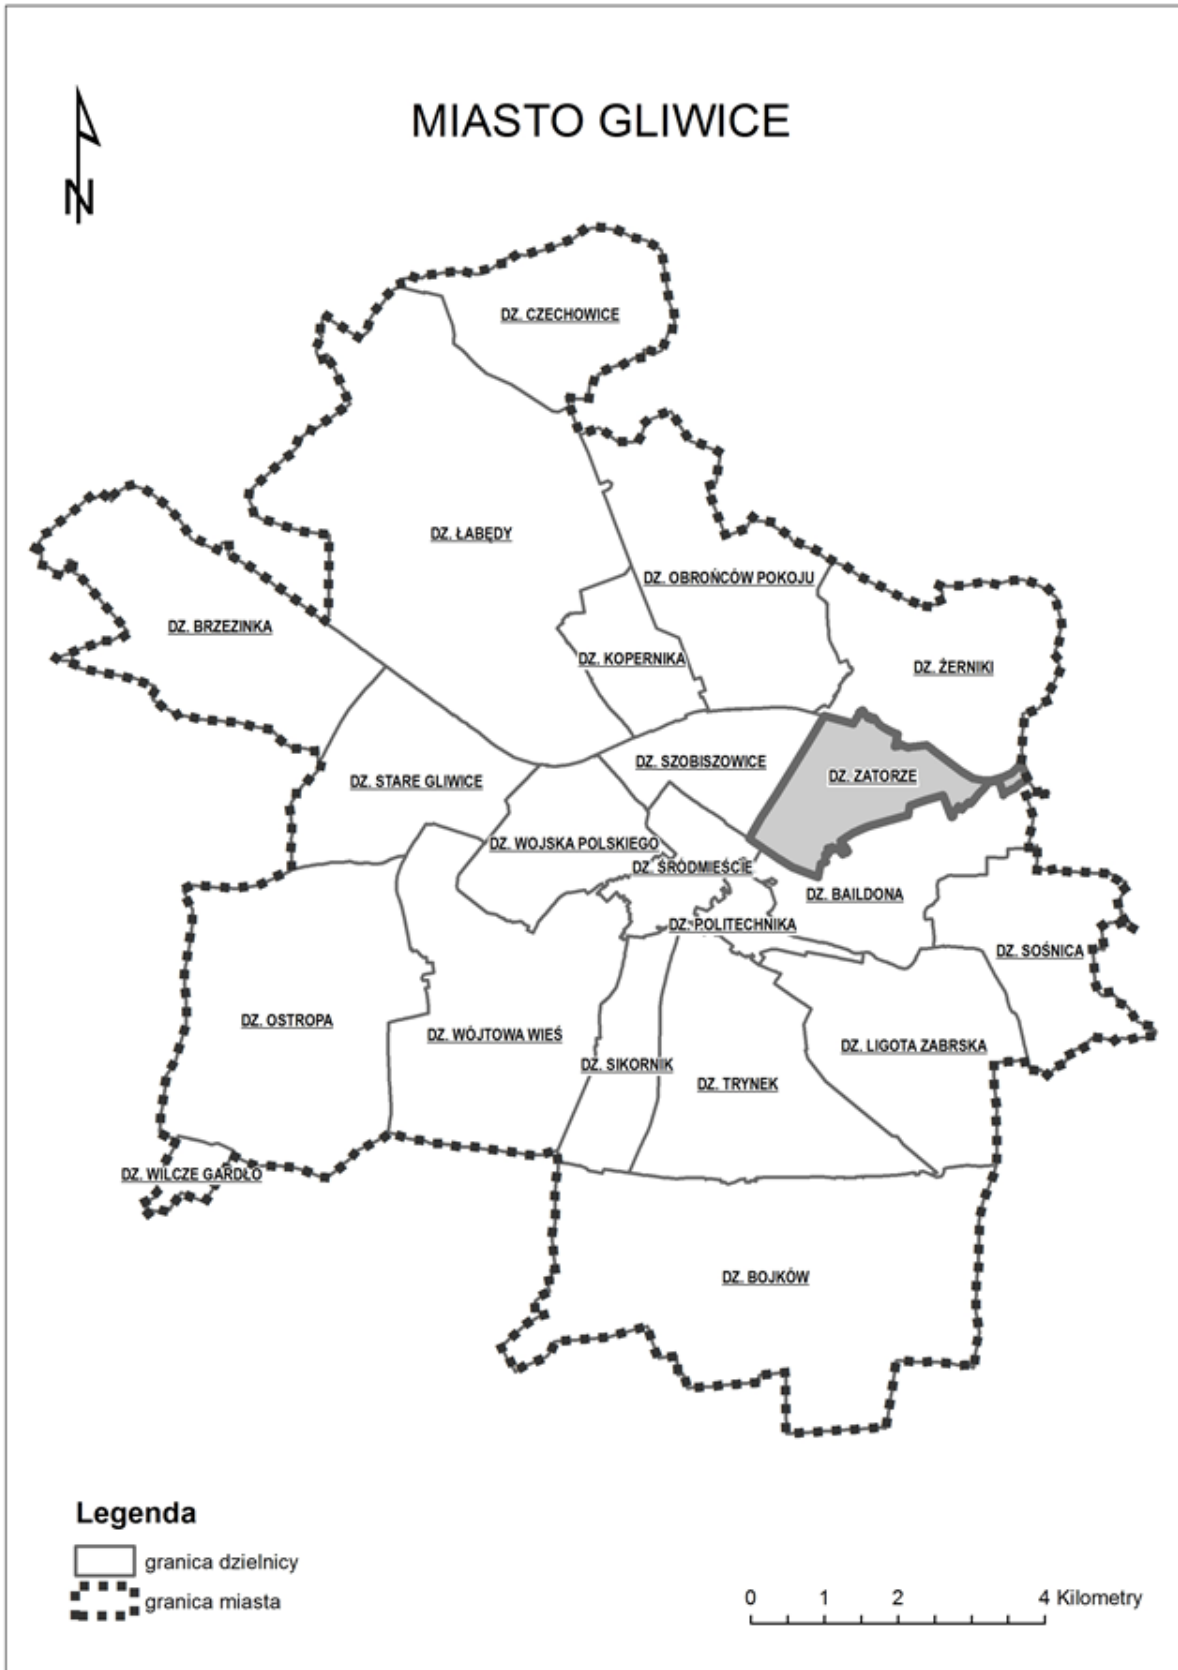 MIASTO GLIWICE
N
DZ. CZECHOWICE
DZ. ŁABĘDY
DZ. OBROŃCÓW POKOJU
DZ. BRZEZINKA
DZ. KOPERNIKA
DZ. ŻERNIKI
DZ. SZOBISZOWICE
DZ. ZATORZE
DZ. STARE GLIWICE
DZ. WOJSKA POLSKIEGO
DZ. ŚRÓDMIEŚCIE
DZ. BAILDONA
DZ. POLITECHNIKA
DZ. SOŚNICA
DZ. OSTROPA
DZ. WÓJTOWA WIEŚ
DZ. LIGOTA ZABRSKA
DZ. SIKORNIK
DZ. TRYNEK
DZ. WILCZE GARDŁO
DZ. BOJKÓW
Legenda
granica dzielnicy
granica miasta
0 1 2 4 Kilometry